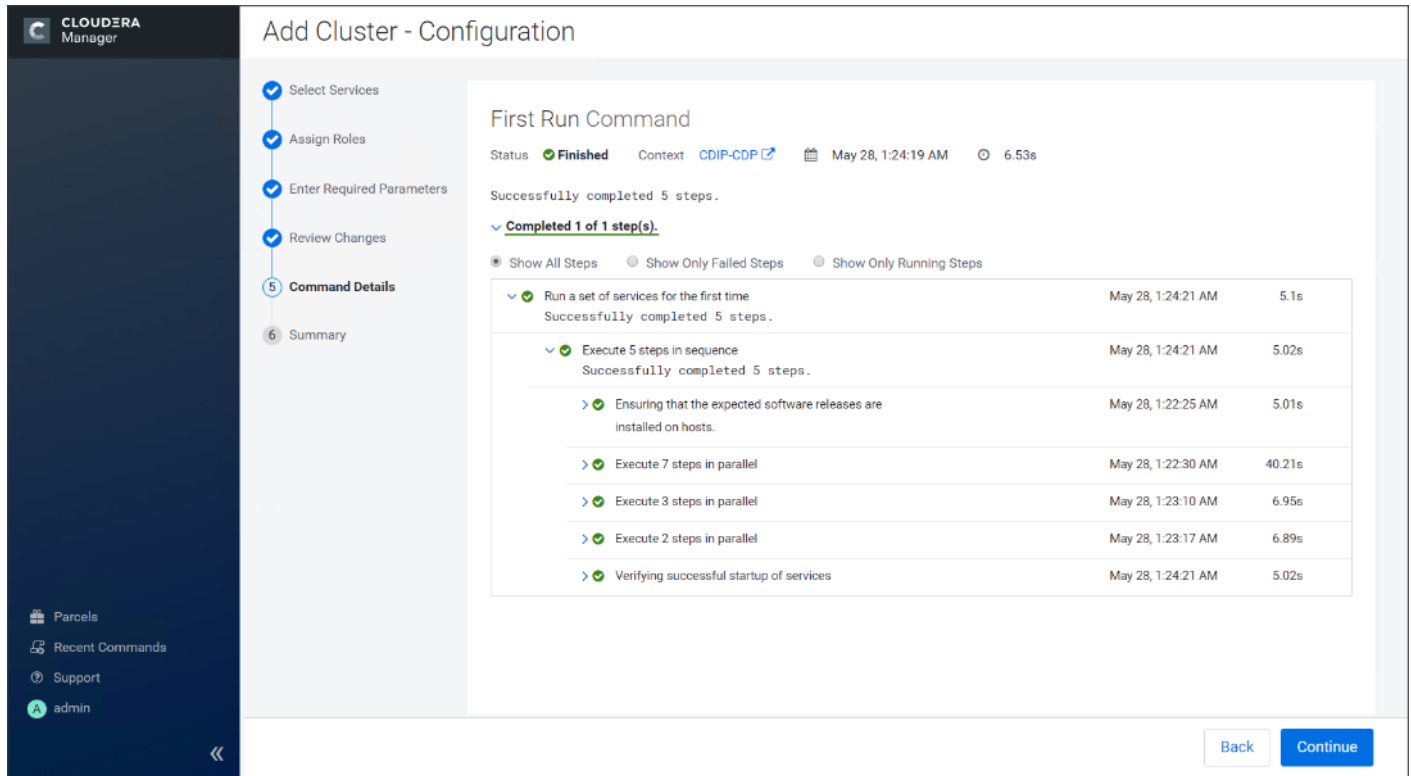 CLOUDERA
Manager
Add Cluster - Configuration
Select Services
Assign Roles
Enter Required Parameters
Review Changes
5 Command Details
6 Summary
First Run Command
Status Finished Context CDIP-CDP May 28, 1:24:19 AM 6.53s
Successfully completed 5 steps.
Completed 1 of 1 step(s).
Show All Steps Show Only Failed Steps Show Only Running Steps
Run a set of services for the first time May 28, 1:24:21 AM 5.1s
Successfully completed 5 steps.
Execute 5 steps in sequence May 28, 1:24:21 AM 5.02s
Successfully completed 5 steps.
Ensuring that the expected software releases are May 28, 1:22:25 AM 5.01s
installed on hosts.
Execute 7 steps in parallel May 28, 1:22:30 AM 40.21s
Execute 3 steps in parallel May 28, 1:23:10 AM 6.95s
Execute 2 steps in parallel May 28, 1:23:17 AM 6.89s
Verifying successful startup of services May 28, 1:24:21 AM 5.02s
Parcels
Recent Commands
Support
A admin
Back Continue